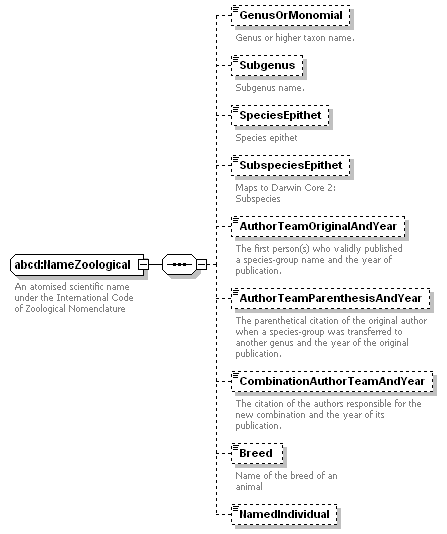 GenusOrMonomial
Genus or higher taxon name.
Subgenus
Subgenus name.
SpeciesEpithet
Species epithet
SubspeciesEpithet
Maps to Darwin Core 2:
Subspecies
AuthorTeamOriginalAndYear
The first person(s) who validly published
a species-group name and the year of
publication.
abcd:NameZoological
An atomised scientific name
under the International Code
of Zoological Nomenclature
AuthorTeamParenthesisAndYear
The parenthetical citation of the original author
when a species-group was transferred to
another genus and the year of the original
publication.
CombinationAuthorTeamAndYear
The citation of the authors responsible for the
new combination and the year of its
publication.
Breed
Name of the breed of an
animal
NamedIndividual